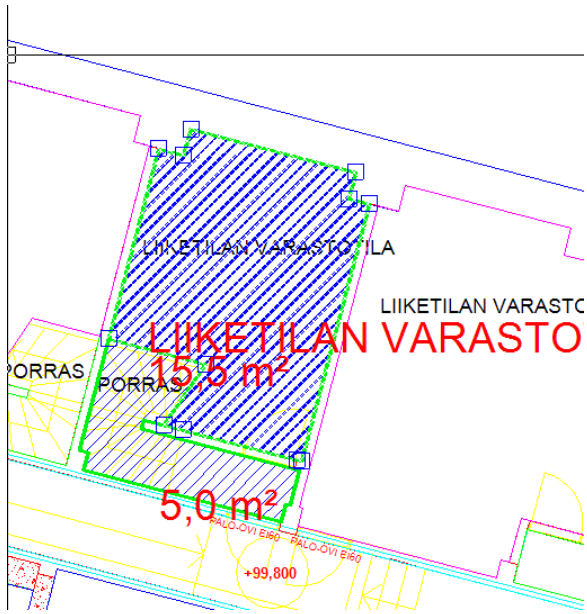 LIIKETILAN VARASTOTILA
LIIKETILAN VARASTO
LIIKETILAN VARASTO
15,5 m²
PORRAS
PORRAS
5,0 m²
PALO-OVI EI60 - PALO-OVI EI60
+99,800